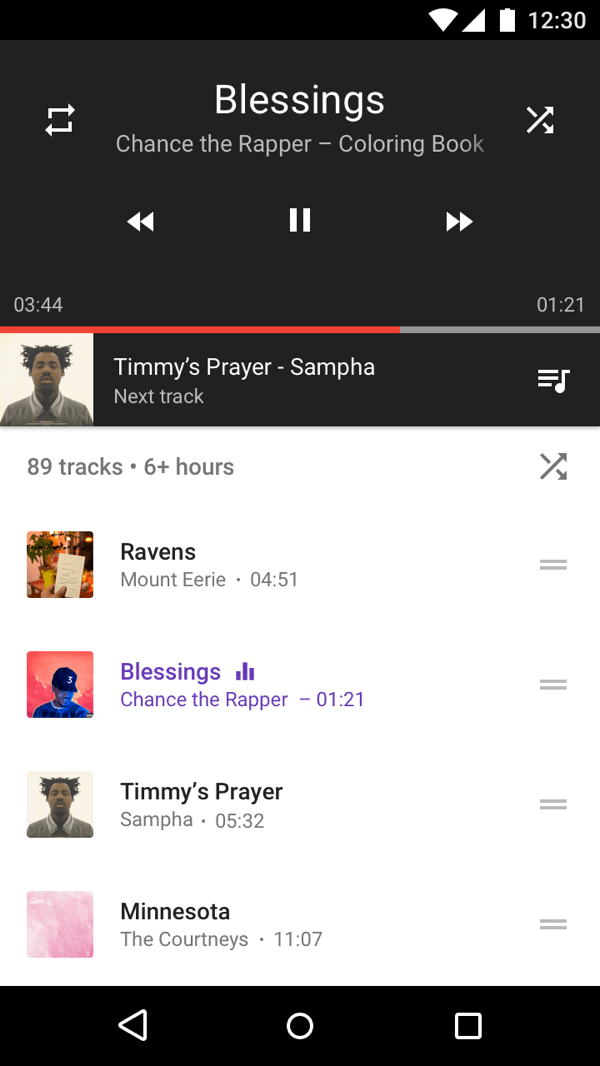 12:30
Blessings
Chance the Rapper – Coloring Book
03:44
01:21
Timmy’s Prayer - Sampha
Next track
89 tracks • 6+ hours
Ravens
Mount Eerie · 04:51
Blessings
Chance the Rapper – 01:21
Timmy’s Prayer
Sampha · 05:32
Minnesota
The Courtneys · 11:07